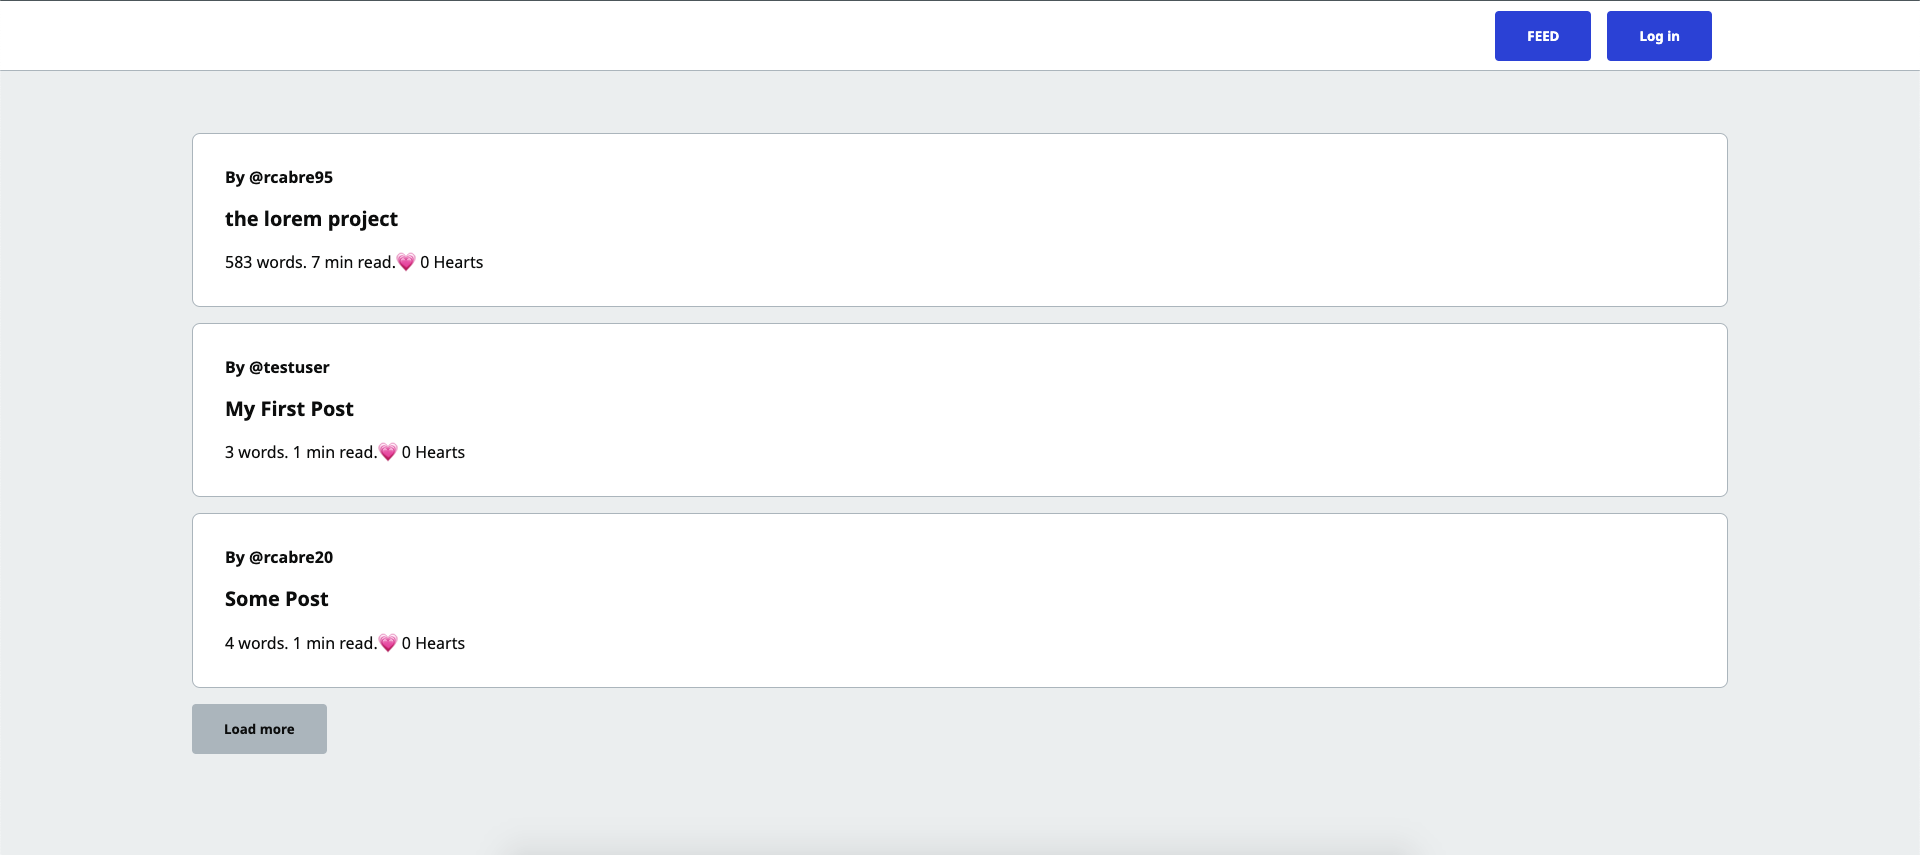 FEED Log in
By @rcabre95
the lorem project
583 words. 7 min read.💗 0 Hearts
By @testuser
My First Post
3 words. 1 min read.💗 0 Hearts
By @rcabre20
Some Post
4 words. 1 min read.💗 0 Hearts
Load more